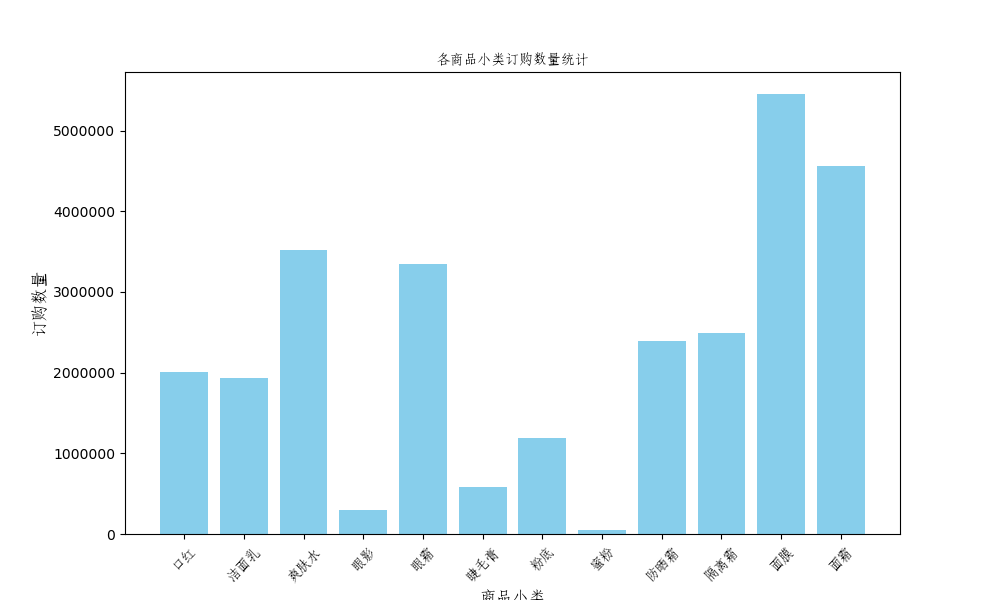 各商品小类订购数量统计
订购数量
5000000
4000000
3000000
2000000
1000000
0
口红
洁面乳
爽肤水
眼影
眼霜
睫毛膏
粉底
蜜粉
防晒霜
隔离霜
面膜
面霜
商品小类